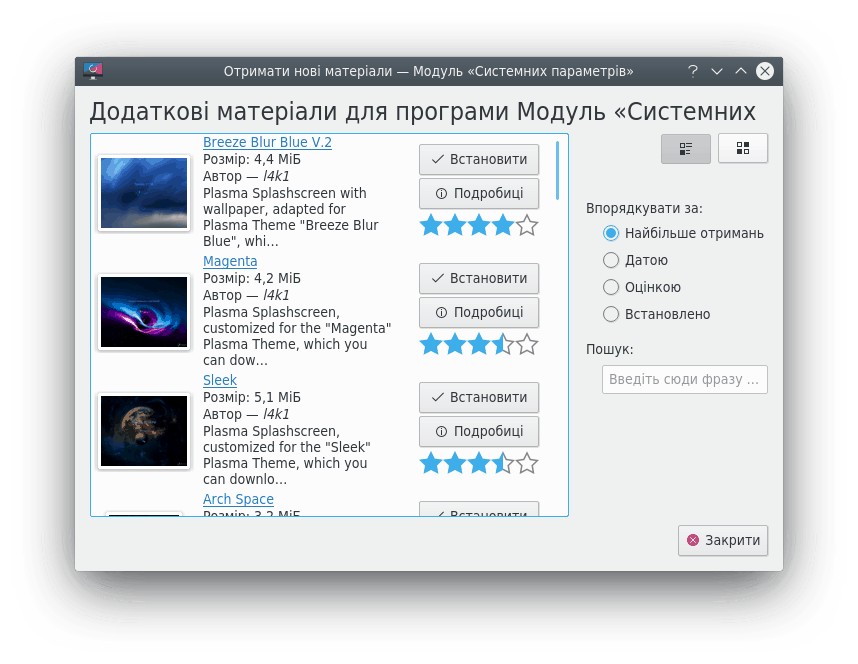 Отримати нові матеріали — Модуль «Системних параметрів»
Додаткові матеріали для програми Модуль «Системних
Breeze Blur Blue V.2
Розмір: 4,4 МіБ
Автор — l4k1
Plasma Splashscreen with
wallpaper, adapted for
Plasma Theme "Breeze Blur
Blue", whi...
Встановити
Подробиці
Magenta
Розмір: 4,2 МіБ
Автор — l4k1
Plasma Splashscreen,
customized for the "Magenta"
Plasma Theme, which you
can dow...
Встановити
Подробиці
Sleek
Розмір: 5,1 МіБ
Автор — l4k1
Plasma Splashscreen,
customized for the "Sleek"
Plasma Theme, which you
can downlo...
Встановити
Подробиці
Arch Space
Розмір: 3,2 МіБ
Встановити
Впорядкувати за:
Найбільше отримань
Датою
Оцінкою
Встановлено
Пошук:
Введіть сюди фразу ...
Закрити